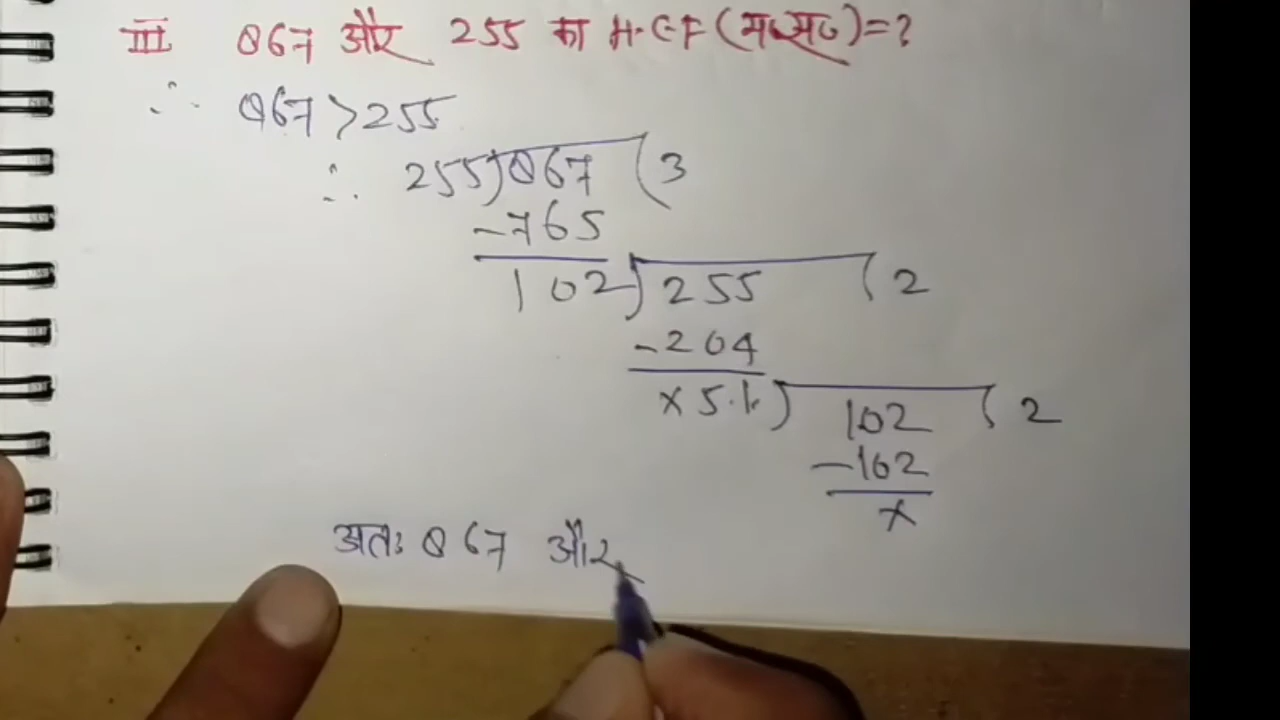 III 867 और 255 का H.C.F (म०स०) = ?
∴ 867 > 255
∴ 255) 867 ( 3
- 765
102) 255 ( 2
- 204
× 51) 102 ( 2
- 102
×
अतः 867 और